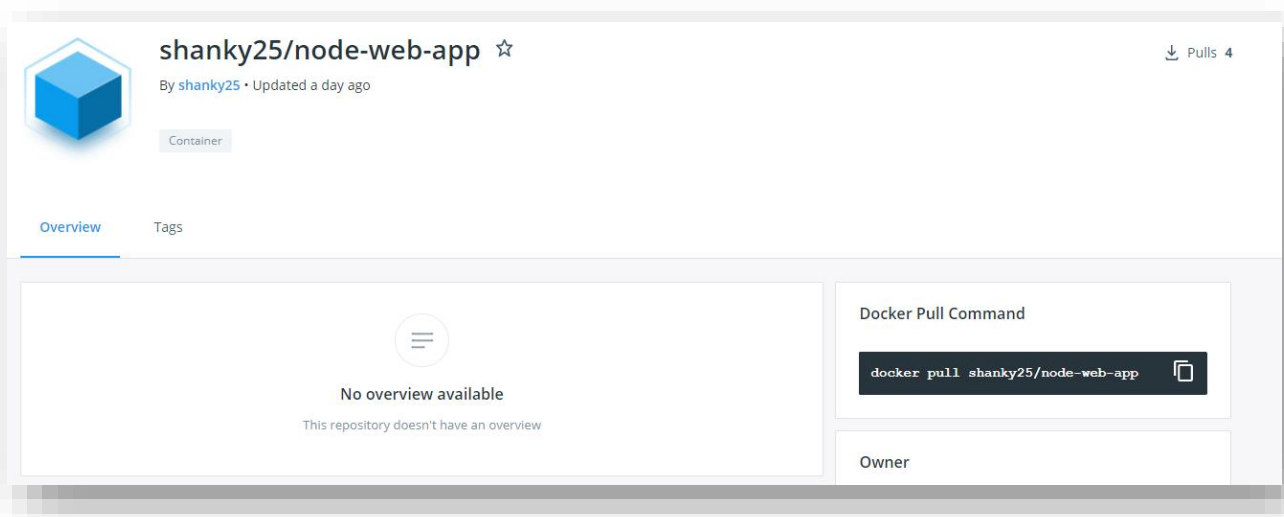 shanky25/node-web-app
Pulls 4
By shanky25 • Updated a day ago
Container
Overview Tags
No overview available
This repository doesn't have an overview
Docker Pull Command
docker pull shanky25/node-web-app
Owner